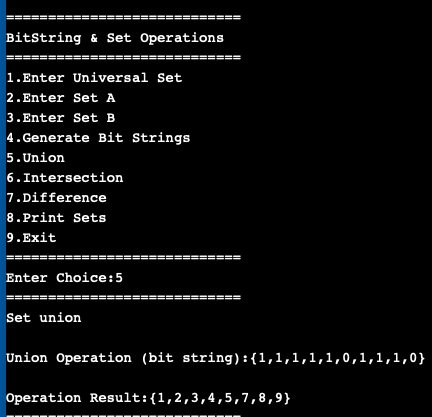 ============================
BitString & Set Operations
============================
1.Enter Universal Set
2.Enter Set A
3.Enter Set B
4.Generate Bit Strings
5.Union
6.Intersection
7.Difference
8.Print Sets
9.Exit
============================
Enter Choice:5
============================
Set union
Union Operation (bit string):{1,1,1,1,1,0,1,1,1,0}
Operation Result:{1,2,3,4,5,7,8,9}
============================